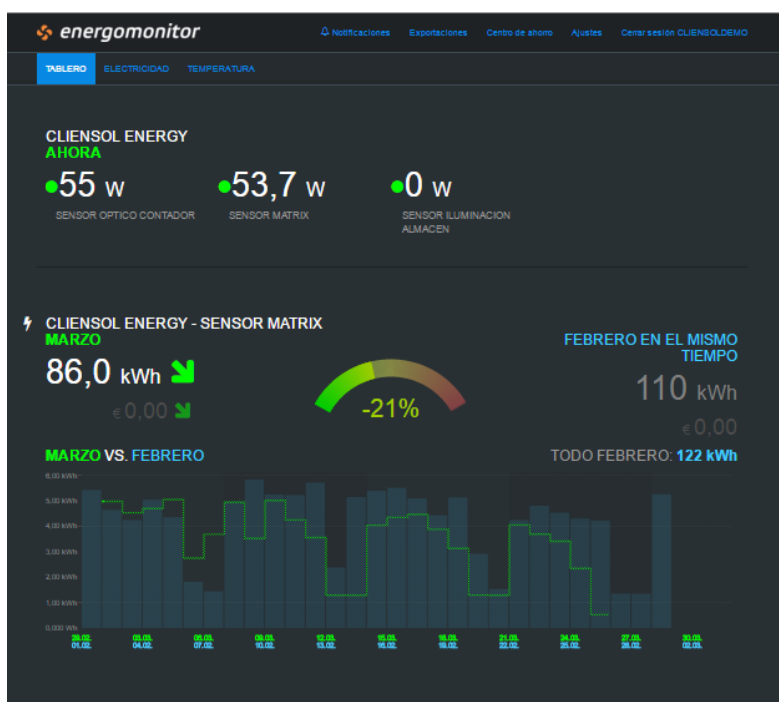 energomonitor
Notificaciones Exportaciones Centro de ahorro Ajustes Cerrar sesión CLIENSOLDEMO
TABLERO ELECTRICIDAD TEMPERATURA
CLIENSOL ENERGY
AHORA
55 W 53,7 W 0 W
SENSOR OPTICO CONTADOR SENSOR MATRIX SENSOR ILUMINACION
ALMACEN
CLIENSOL ENERGY - SENSOR MATRIX
MARZO FEBRERO EN EL MISMO
TIEMPO
86,0 kWh 110 kWh
€ 0,00 -21% € 0,00
MARZO VS. FEBRERO TODO FEBRERO: 122 kWh
6,00 kWh
5,00 kWh
4,00 kWh
3,00 kWh
2,00 kWh
1,00 kWh
0,000 Wh
29.02. 03.03. 06.03. 09.03. 12.03. 15.03. 18.03. 21.03. 24.03. 27.03. 30.03.
01.02. 04.02. 07.02. 10.02. 13.02. 16.02. 19.02. 22.02. 25.02. 28.02. 02.03.